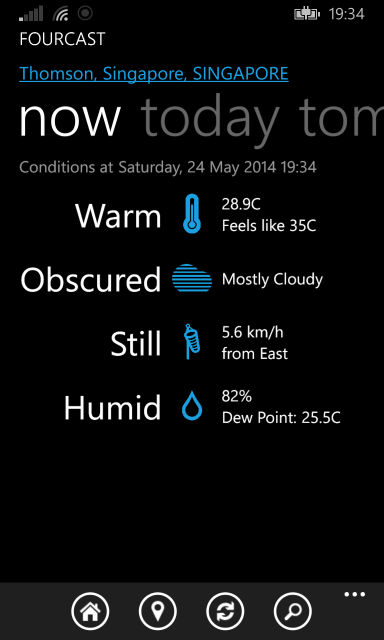 19:34
FOURCAST
Thomson, Singapore, SINGAPORE
now today tom
Conditions at Saturday, 24 May 2014 19:34
Warm
28.9C
Feels like 35C
Obscured
Mostly Cloudy
Still
5.6 km/h
from East
Humid
82%
Dew Point: 25.5C